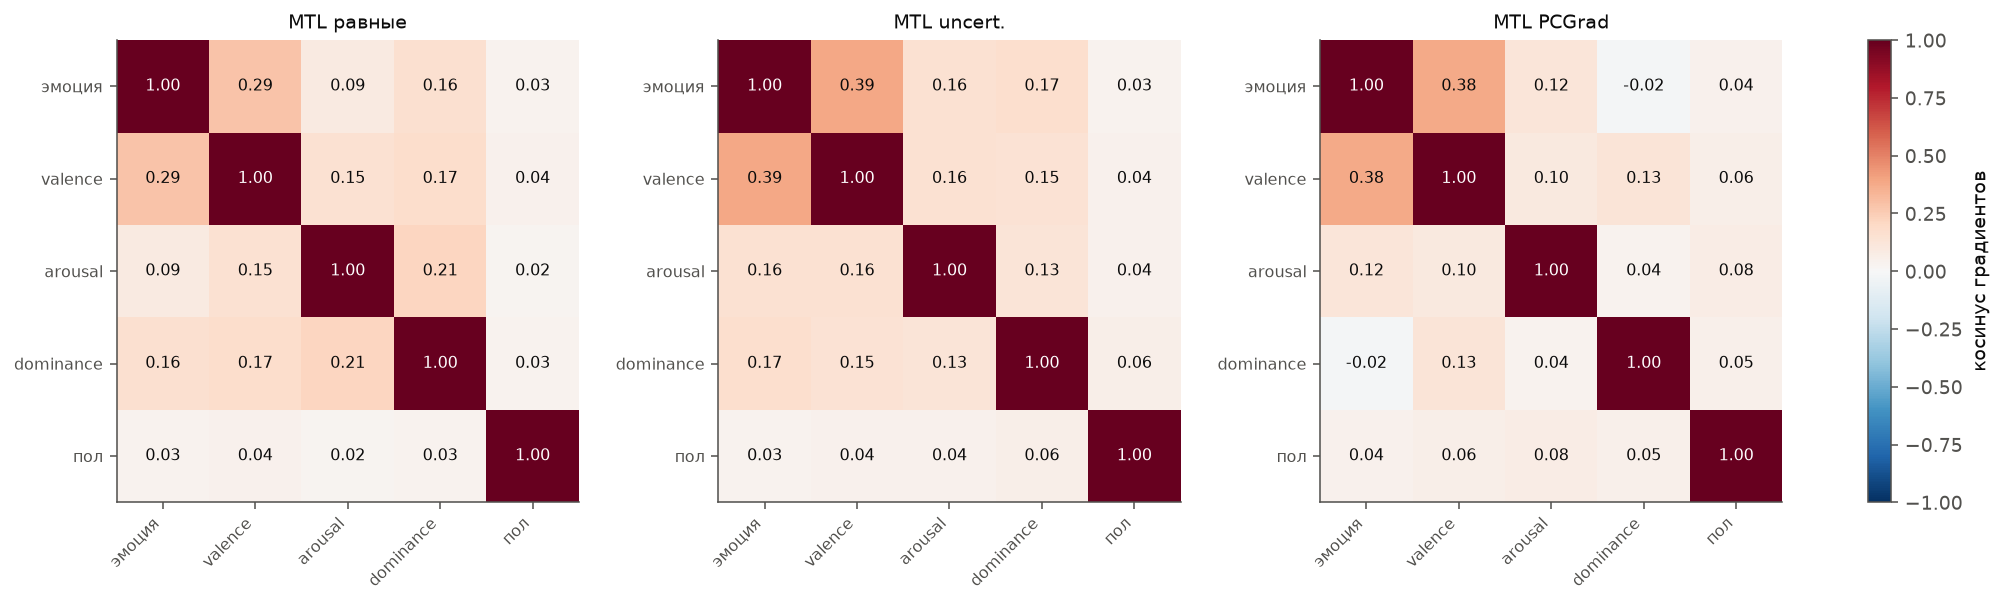 MTL равные
эмоция 1.00 0.29 0.09 0.16 0.03
valence 0.29 1.00 0.15 0.17 0.04
arousal 0.09 0.15 1.00 0.21 0.02
dominance 0.16 0.17 0.21 1.00 0.03
пол 0.03 0.04 0.02 0.03 1.00
эмоция valence arousal dominance пол
MTL uncert.
эмоция 1.00 0.39 0.16 0.17 0.03
valence 0.39 1.00 0.16 0.15 0.04
arousal 0.16 0.16 1.00 0.13 0.04
dominance 0.17 0.15 0.13 1.00 0.06
пол 0.03 0.04 0.04 0.06 1.00
эмоция valence arousal dominance пол
MTL PCGrad
эмоция 1.00 0.38 0.12 -0.02 0.04
valence 0.38 1.00 0.10 0.13 0.06
arousal 0.12 0.10 1.00 0.04 0.08
dominance -0.02 0.13 0.04 1.00 0.05
пол 0.04 0.06 0.08 0.05 1.00
эмоция valence arousal dominance пол
1.00
0.75
0.50
0.25
0.00
−0.25
−0.50
−0.75
−1.00
косинус градиентов